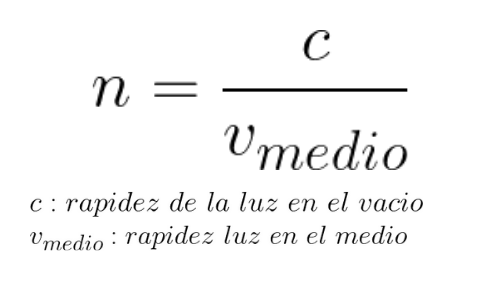 n = c / v_medio
c : rapidez de la luz en el vacio
v_medio : rapidez luz en el medio